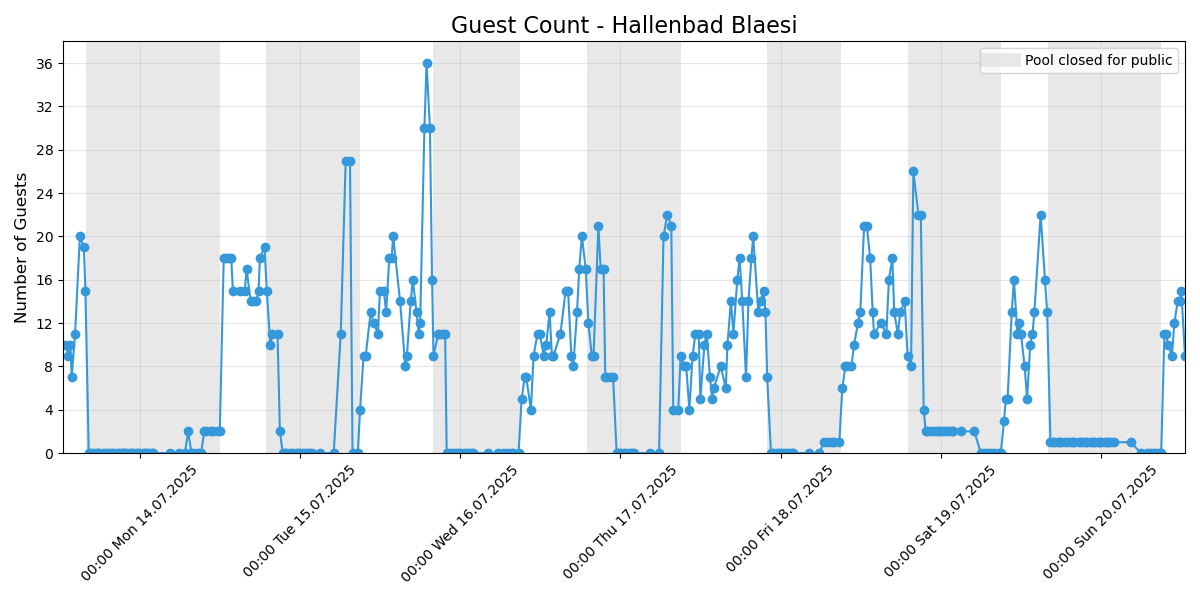 Guest Count - Hallenbad Blaesi
Pool closed for public
Number of Guests
36
32
28
24
20
16
12
8
4
0
00:00 Mon 14.07.2025
00:00 Tue 15.07.2025
00:00 Wed 16.07.2025
00:00 Thu 17.07.2025
00:00 Fri 18.07.2025
00:00 Sat 19.07.2025
00:00 Sun 20.07.2025